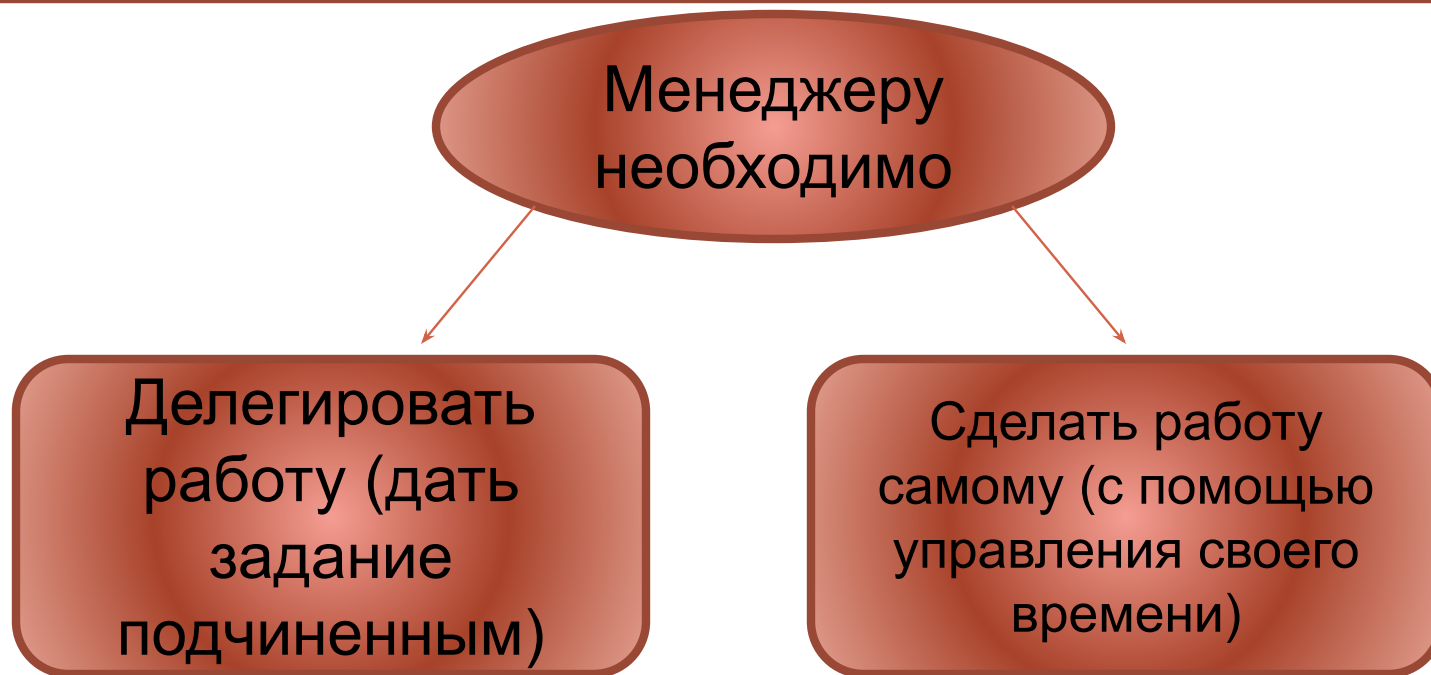 Менеджеру
необходимо
Делегировать
работу (дать
задание
подчиненным)
Сделать работу
самому (с помощью
управления своего
времени)